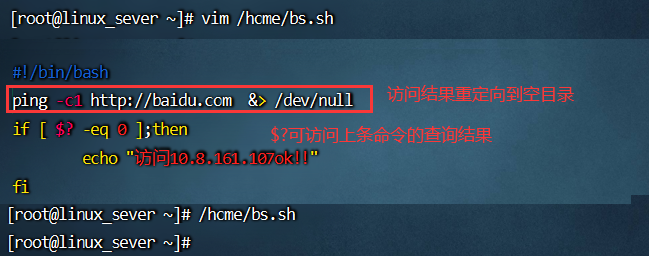 [root@linux_sever ~]# vim /hcme/bs.sh
#!/bin/bash
ping -c1 http://baidu.com &> /dev/null
访问结果重定向到空目录
if [ $? -eq 0 ];then
$?可访问上条命令的查询结果
echo "访问10.8.161.107ok!!"
fi
[root@linux_sever ~]# /hcme/bs.sh
[root@linux_sever ~]#